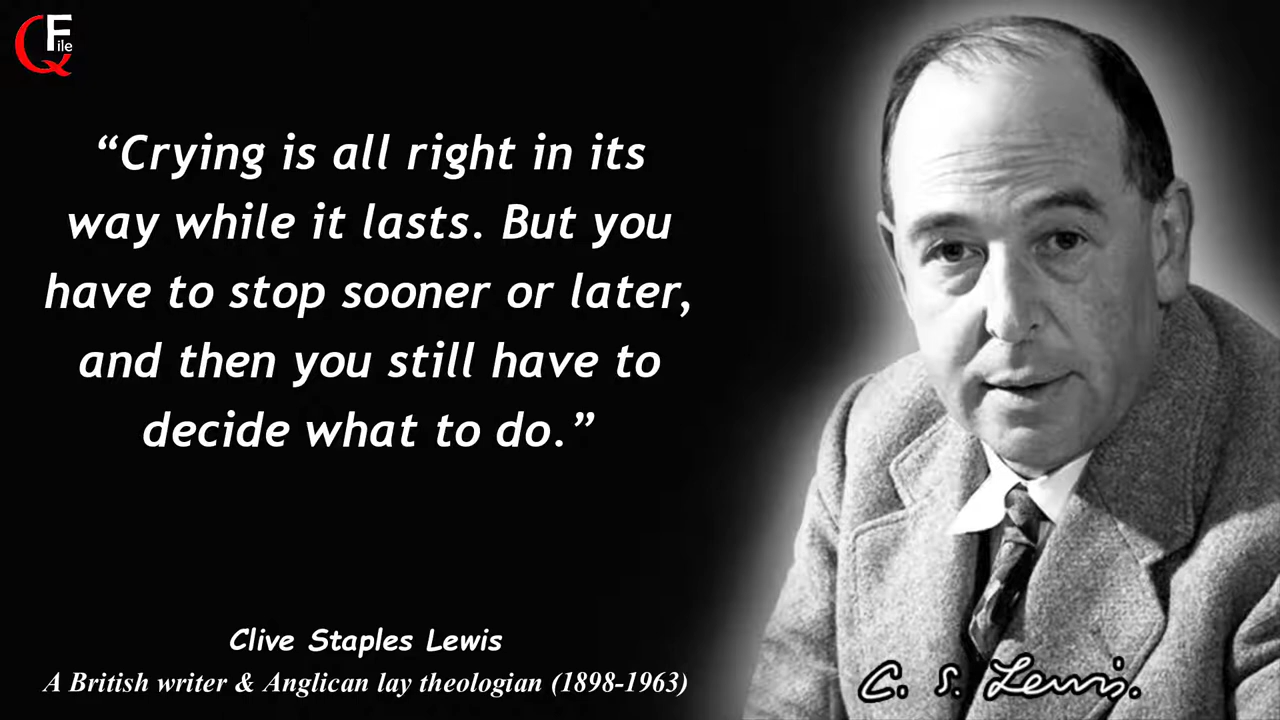 QFile
“Crying is all right in its
way while it lasts. But you
have to stop sooner or later,
and then you still have to
decide what to do.”
Clive Staples Lewis
A British writer & Anglican lay theologian (1898-1963)
C. S. Lewis.